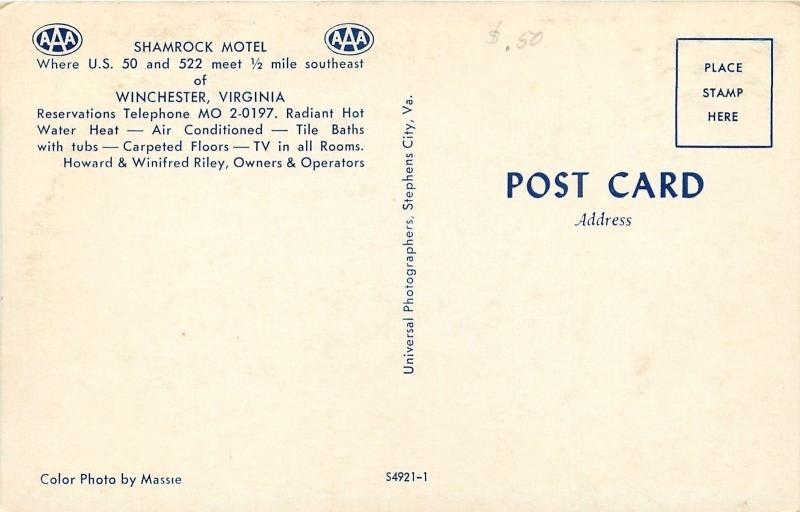 AAA
AAA
SHAMROCK MOTEL
Where U.S. 50 and 522 meet ½ mile southeast
of
WINCHESTER, VIRGINIA
Reservations Telephone MO 2-0197. Radiant Hot
Water Heat — Air Conditioned — Tile Baths
with tubs — Carpeted Floors — TV in all Rooms.
Howard & Winifred Riley, Owners & Operators
Color Photo by Massie
Universal Photographers, Stephens City, Va.
S4921-1
$.50
PLACE
STAMP
HERE
POST CARD
Address